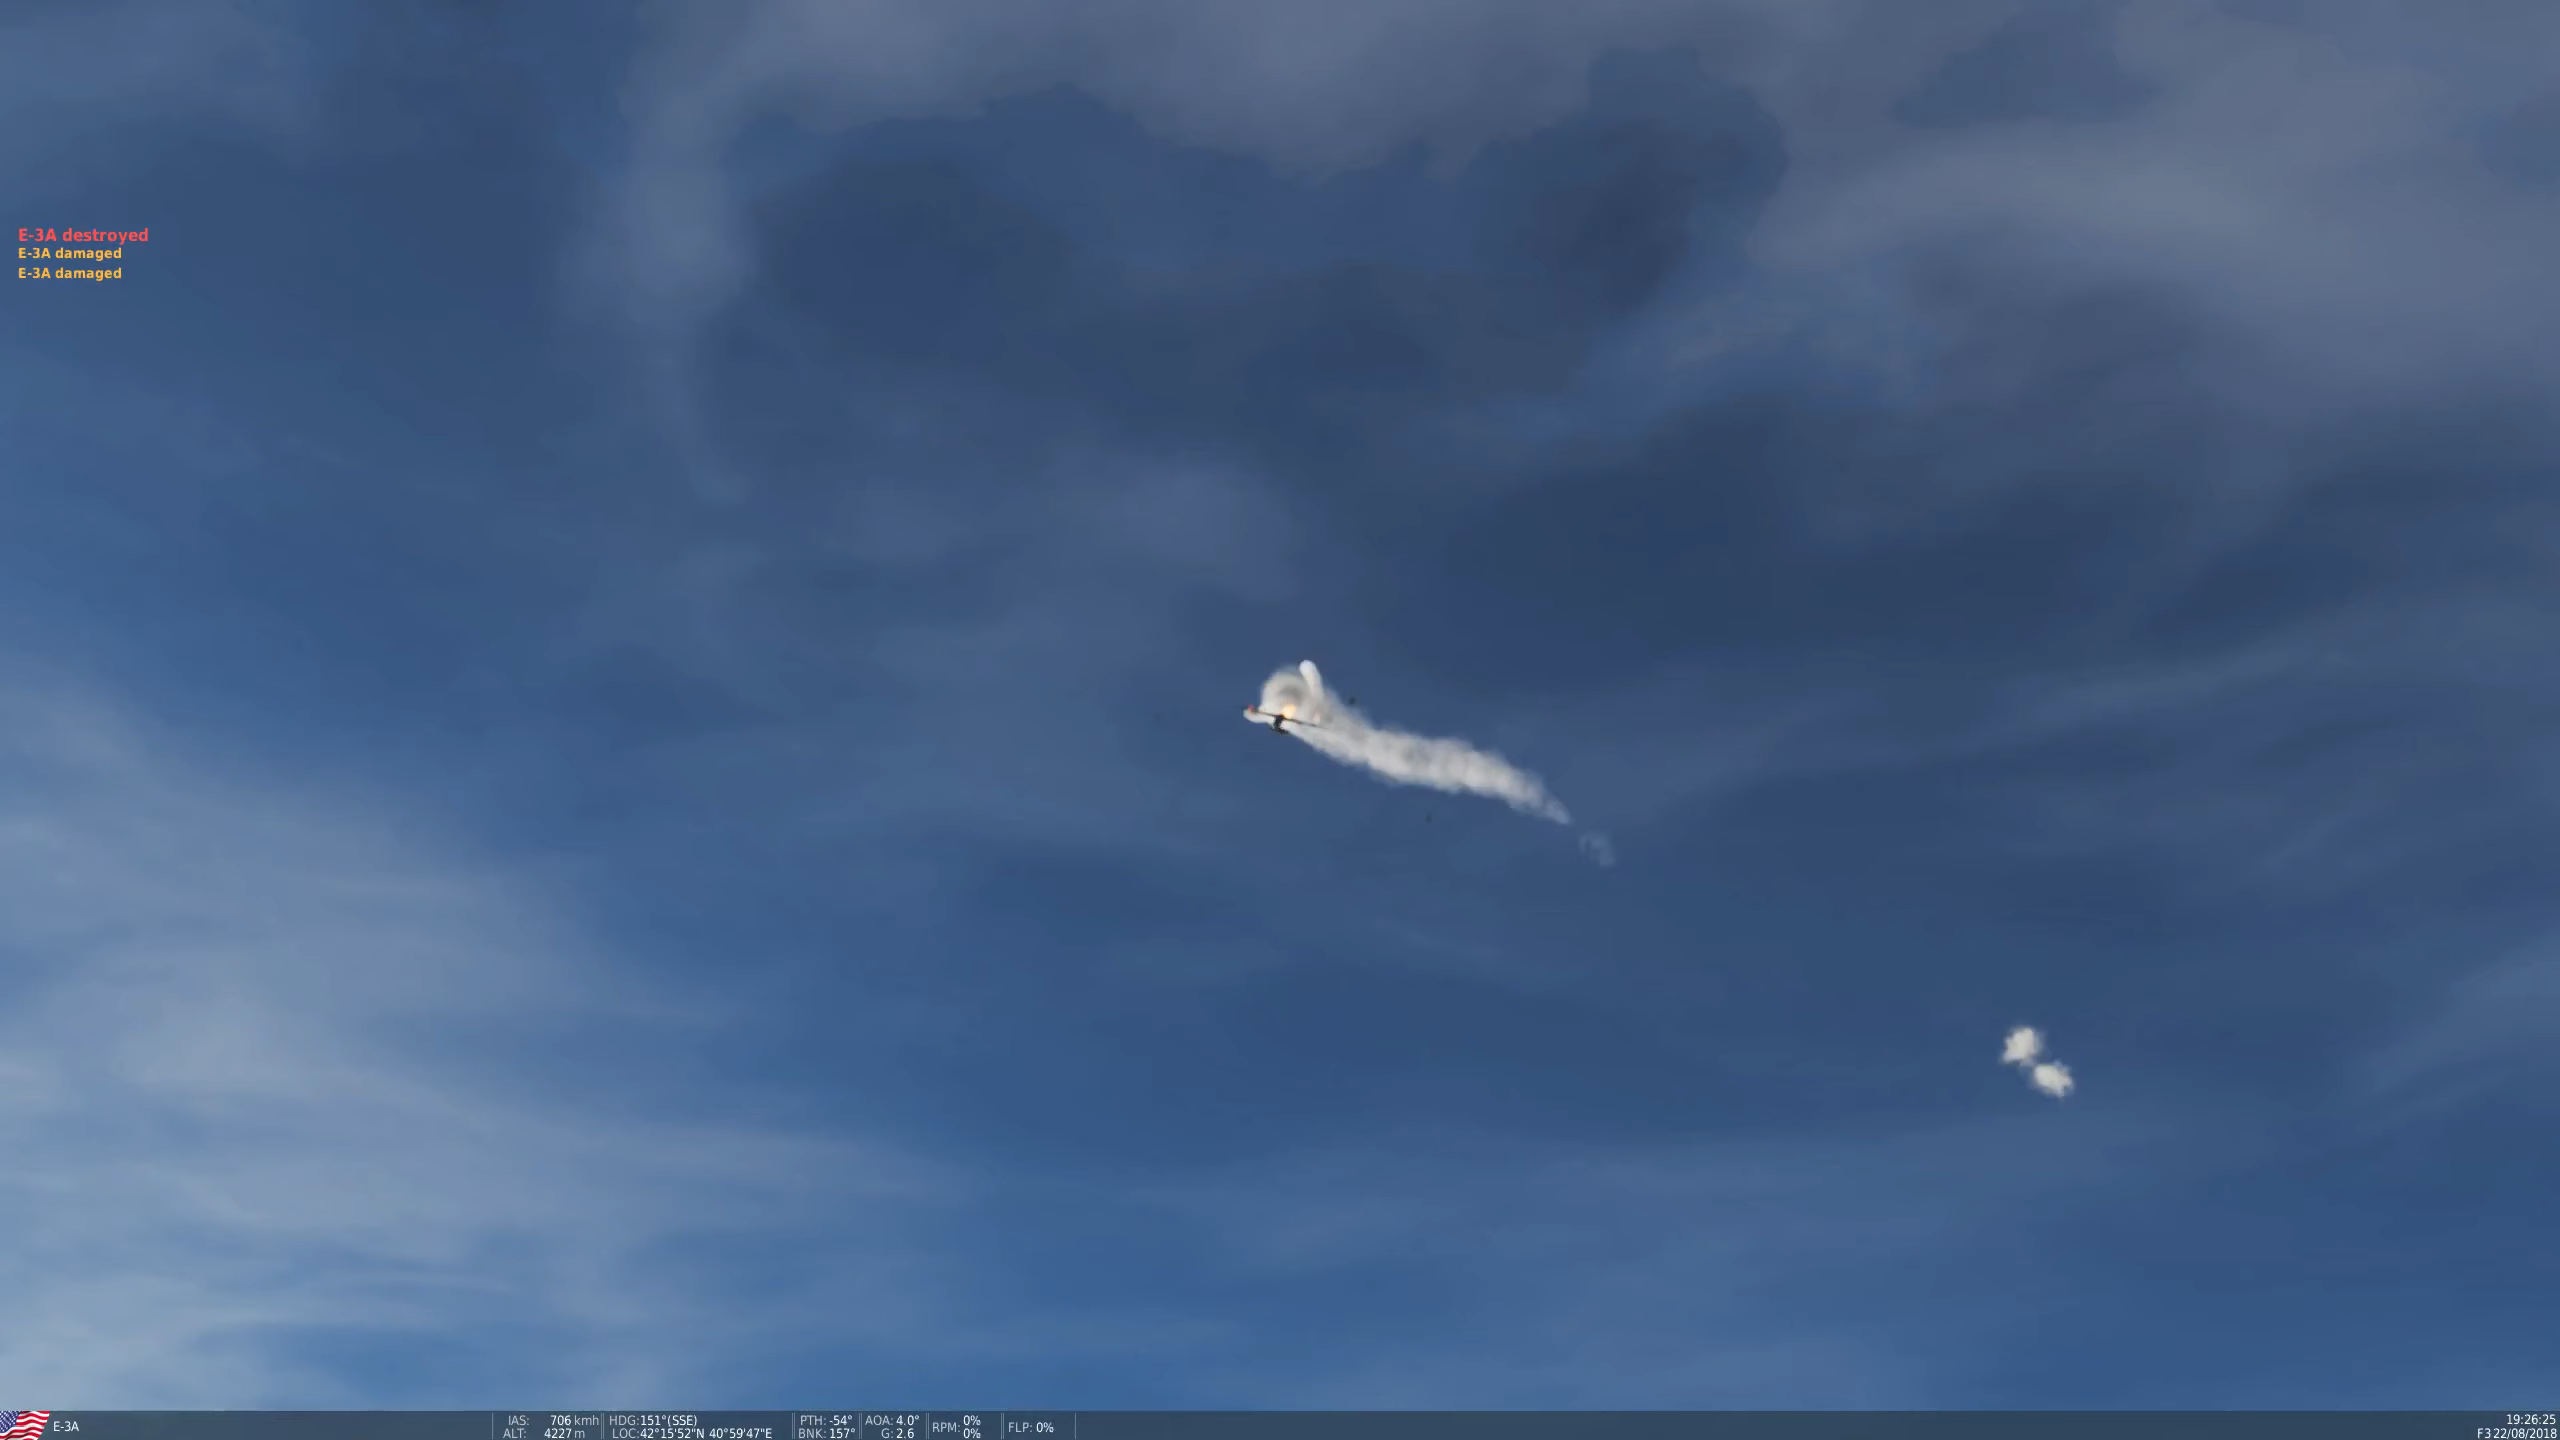 E-3A destroyed
E-3A damaged
E-3A damaged
E-3A
IAS: 706 kmh
ALT: 4227 m
HDG:151°(SSE)
LOC:42°15'52"N 40°59'47"E
PTH: -54°
BNK: 157°
AOA: 4.0°
G: 2.6
RPM: 0%
0%
FLP: 0%
19:26:25
F3 22/08/2018